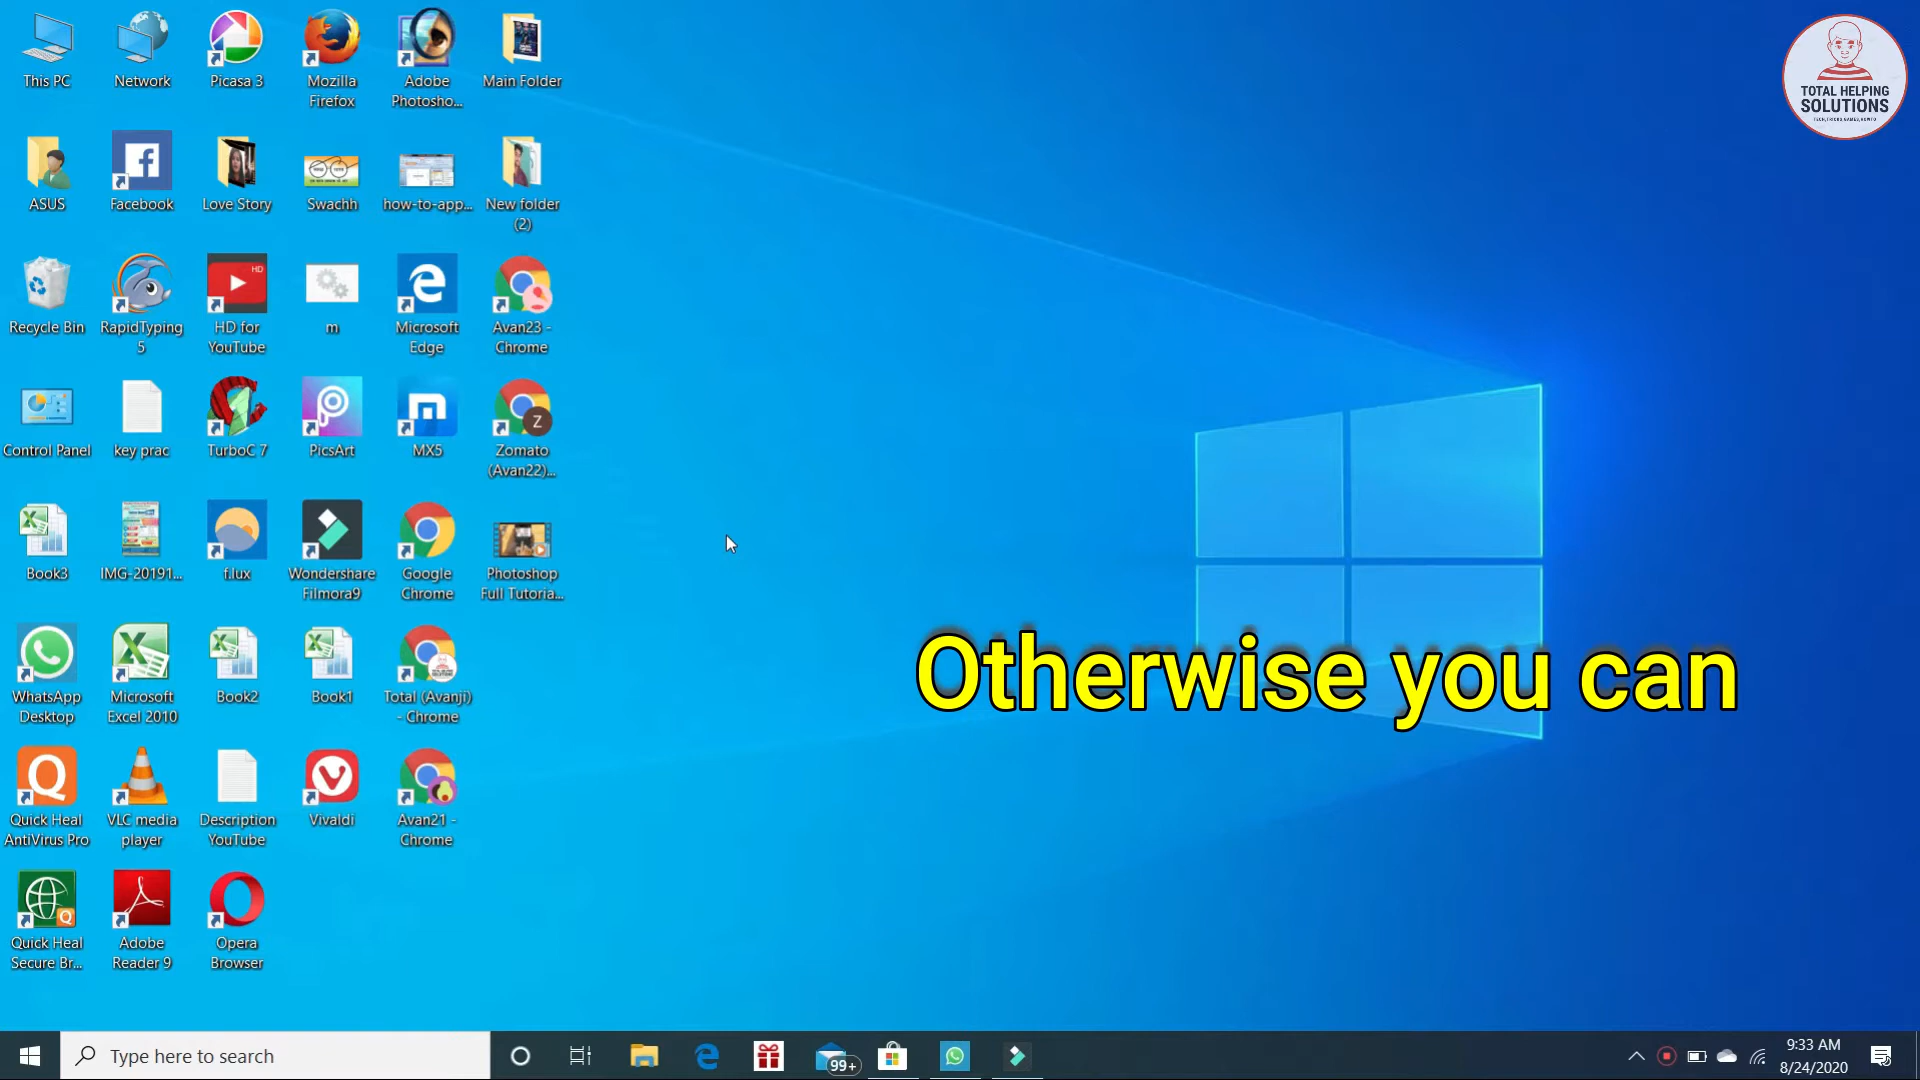 This PC
Network
Picasa 3
Mozilla
Firefox
Adobe
Photosho...
Main Folder
TOTAL HELPING
SOLUTIONS
TECH,TRICKS,GAMES,HOWTO
ASUS
Facebook
Love Story
Swachh
how-to-app...
New folder
(2)
Recycle Bin
RapidTyping
5
HD
HD for
YouTube
m
Microsoft
Edge
Avan23 -
Chrome
Control Panel
key prac
TurboC 7
PicsArt
MX5
Z
Zomato
(Avan22)...
Book3
IMG-20191...
f.lux
Wondershare
Filmora9
Google
Chrome
Photoshop
Full Tutoria...
Otherwise you can
WhatsApp
Desktop
Microsoft
Excel 2010
Book2
Book1
Total (Avanji)
- Chrome
Quick Heal
AntiVirus Pro
VLC media
player
Description
YouTube
Vivaldi
Avan21 -
Chrome
Quick Heal
Secure Br...
Adobe
Reader 9
Opera
Browser
Type here to search
99+
9:33 AM
8/24/2020